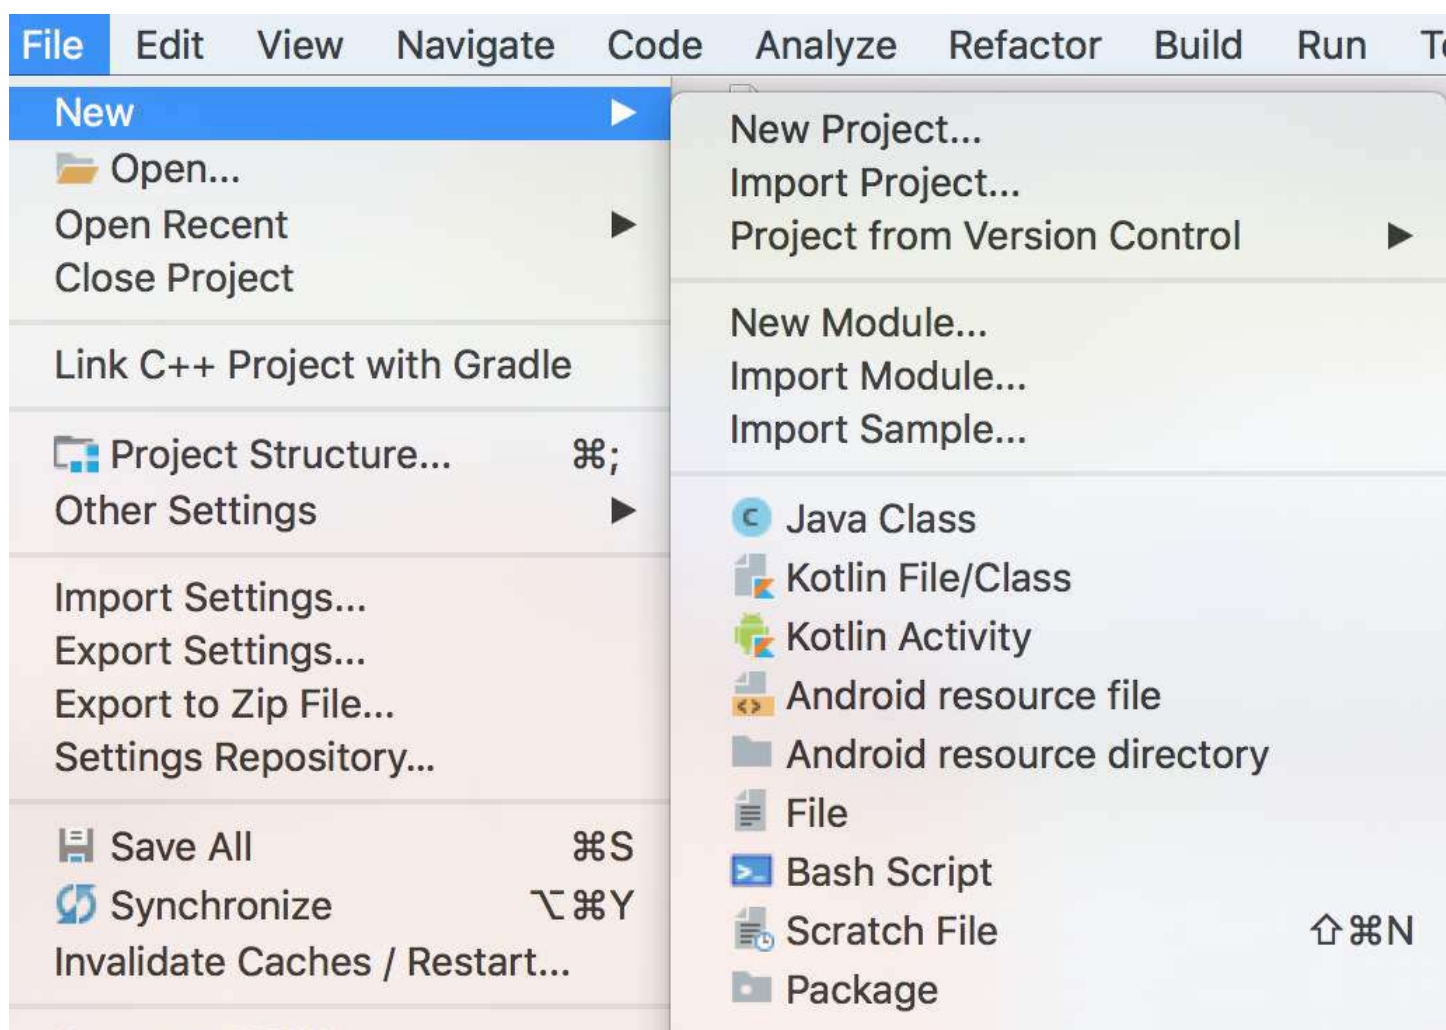 File Edit View Navigate Code Analyze Refactor Build Run
New
Open...
Open Recent
Close Project
Link C++ Project with Gradle
Project Structure... ⌘;
Other Settings
Import Settings...
Export Settings...
Export to Zip File...
Settings Repository...
Save All ⌘S
Synchronize ⌥⌘Y
Invalidate Caches / Restart...
New Project...
Import Project...
Project from Version Control
New Module...
Import Module...
Import Sample...
Java Class
Kotlin File/Class
Kotlin Activity
Android resource file
Android resource directory
File
Bash Script
Scratch File ⇧⌘N
Package